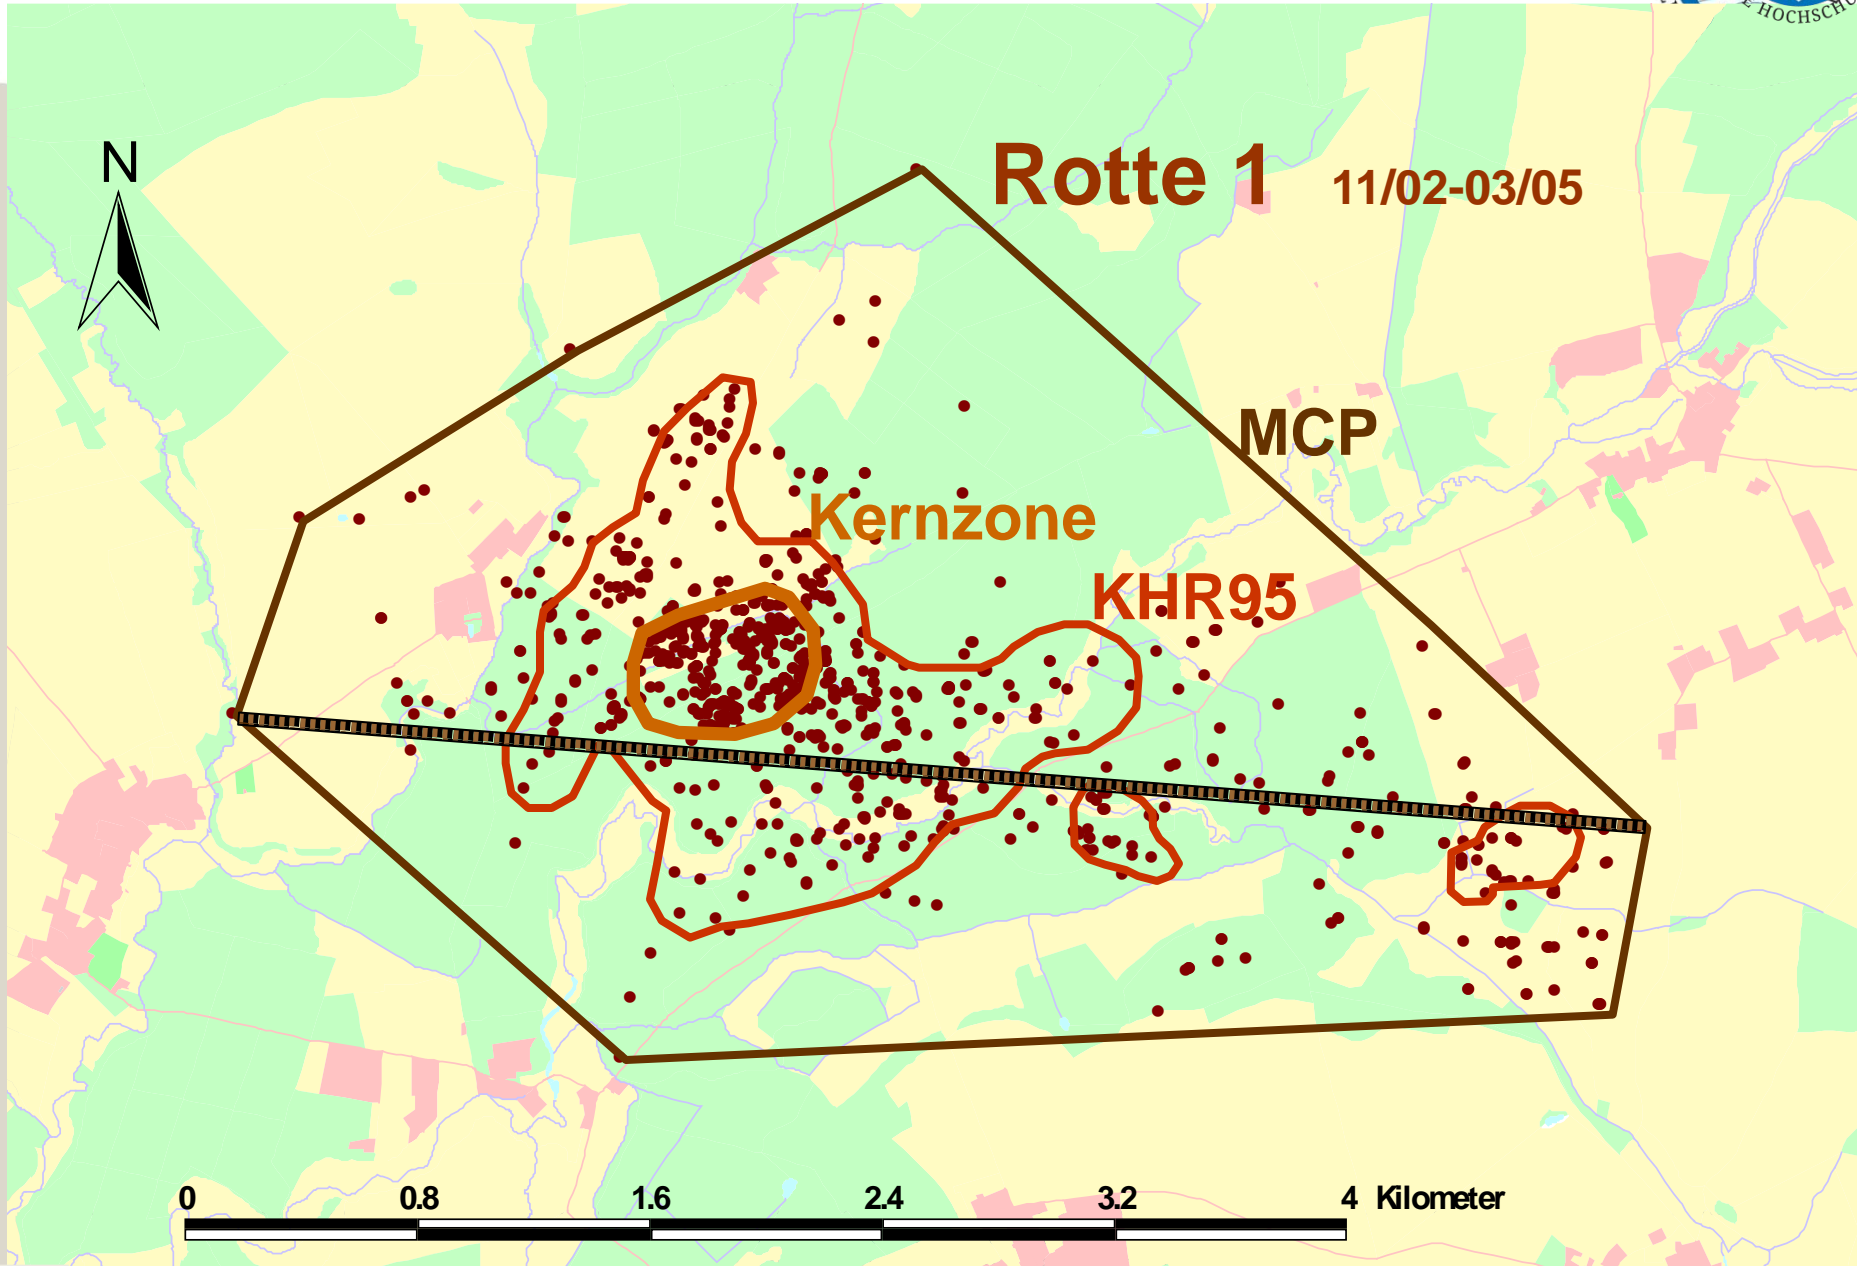 E HOCHSCHU
N
Rotte 1 11/02-03/05
MCP
Kernzone
KHR95
0 0.8 1.6 2.4 3.2 4 Kilometer